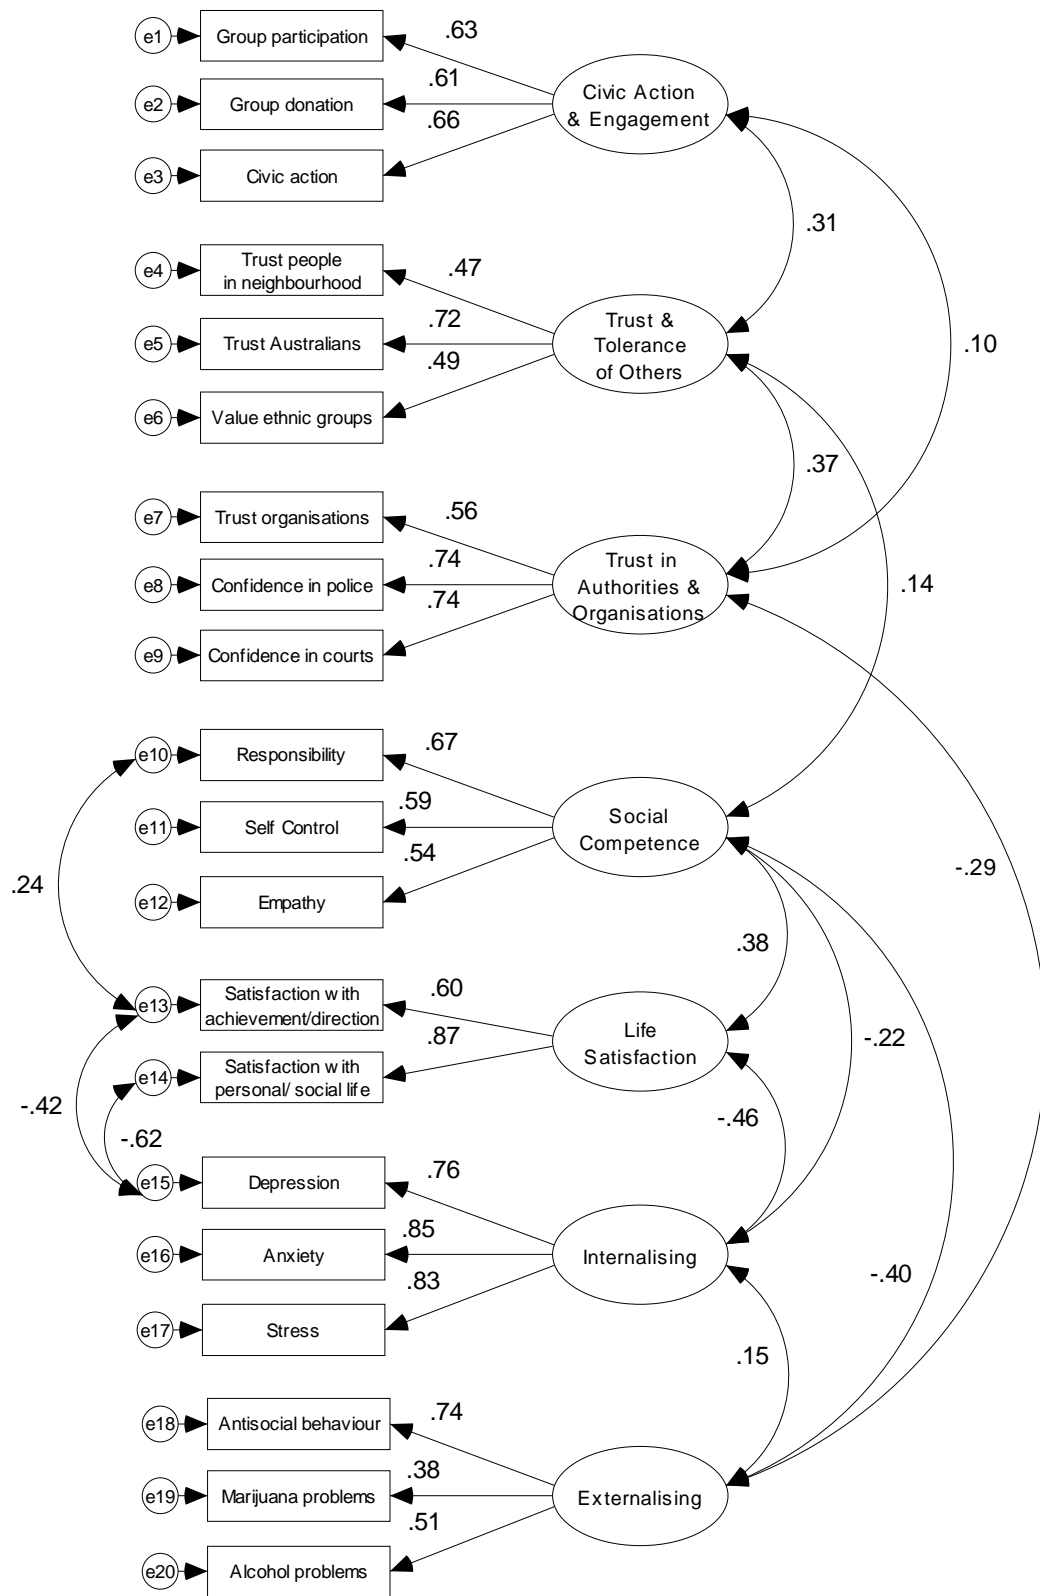 e1
Group participation
.63
e2
Group donation
.61
Civic Action
& Engagement
e3
Civic action
.66
.31
.10
e4
Trust people
in neighbourhood
.47
e5
Trust Australians
.72
Trust &
Tolerance
of Others
e6
Value ethnic groups
.49
.37
.14
e7
Trust organisations
.56
e8
Confidence in police
.74
Trust in
Authorities &
Organisations
e9
Confidence in courts
.74
-.29
e10
Responsibility
.67
e11
Self Control
.59
Social
Competence
e12
Empathy
.54
.24
.38
-.22
-.40
e13
Satisfaction with
achievement/direction
.60
Life
Satisfaction
e14
Satisfaction with
personal/ social life
.87
-.42
-.62
-.46
e15
Depression
.76
e16
Anxiety
.85
Internalising
e17
Stress
.83
.15
e18
Antisocial behaviour
.74
e19
Marijuana problems
.38
Externalising
e20
Alcohol problems
.51